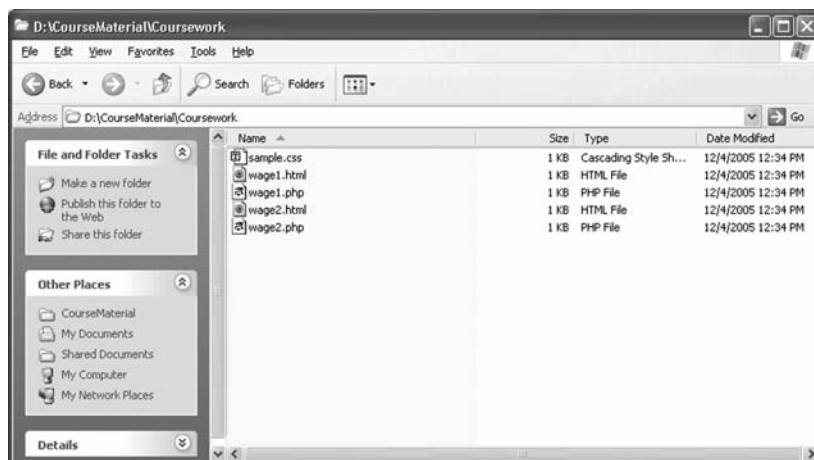 D:\CourseMaterial\Coursework
File Edit View Favorites Tools Help
Back Search Folders
Address D:\CourseMaterial\Coursework Go
Name Size Type Date Modified
sample.css 1 KB Cascading Style Sh... 12/4/2005 12:34 PM
wage1.html 1 KB HTML File 12/4/2005 12:34 PM
wage1.php 1 KB PHP File 12/4/2005 12:34 PM
wage2.html 1 KB HTML File 12/4/2005 12:34 PM
wage2.php 1 KB PHP File 12/4/2005 12:34 PM
File and Folder Tasks
Make a new folder
Publish this folder to
the Web
Share this folder
Other Places
CourseMaterial
My Documents
Shared Documents
My Computer
My Network Places
Details